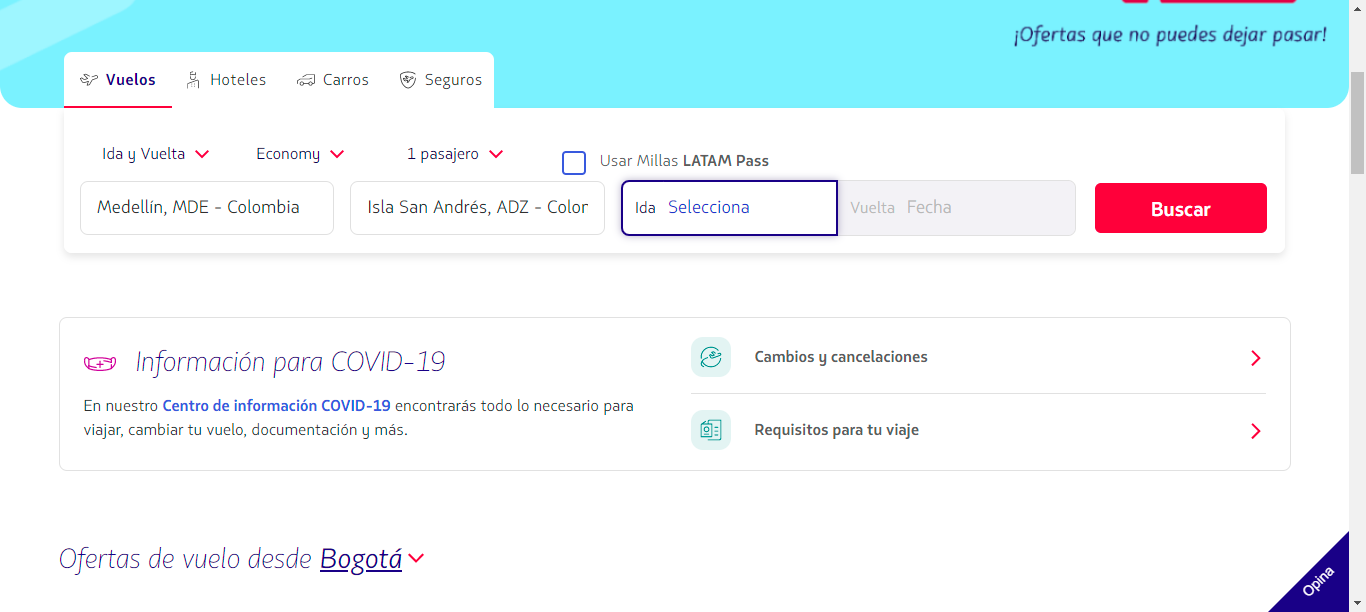 ¡Ofertas que no puedes dejar pasar!
Vuelos Hoteles Carros Seguros
Ida y Vuelta Economy 1 pasajero Usar Millas LATAM Pass
Medellín, MDE - Colombia Isla San Andrés, ADZ - Color Ida Selecciona Vuelta Fecha Buscar
Información para COVID-19
En nuestro Centro de información COVID-19 encontrarás todo lo necesario para
viajar, cambiar tu vuelo, documentación y más.
Cambios y cancelaciones
Requisitos para tu viaje
Ofertas de vuelo desde Bogotá
Opina